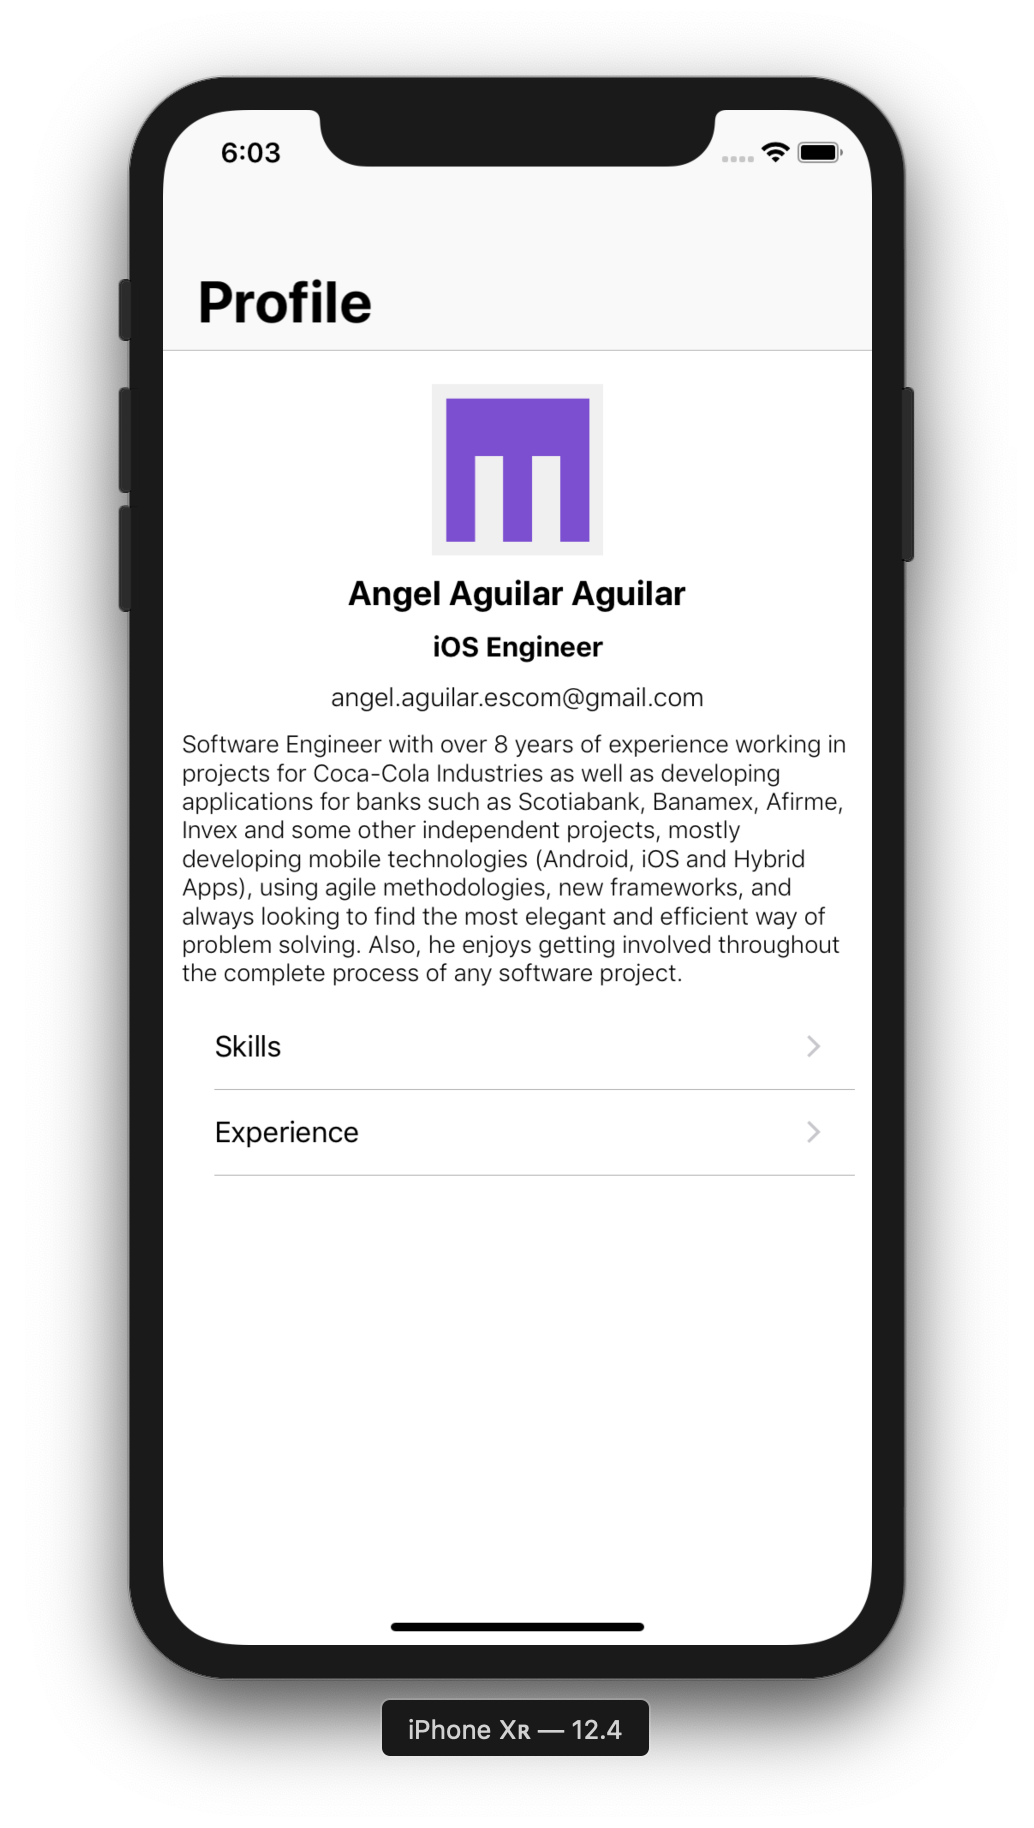 6:03
Profile
Angel Aguilar Aguilar
iOS Engineer
angel.aguilar.escom@gmail.com
Software Engineer with over 8 years of experience working in
projects for Coca-Cola Industries as well as developing
applications for banks such as Scotiabank, Banamex, Afirme,
Invex and some other independent projects, mostly
developing mobile technologies (Android, iOS and Hybrid
Apps), using agile methodologies, new frameworks, and
always looking to find the most elegant and efficient way of
problem solving. Also, he enjoys getting involved throughout
the complete process of any software project.
Skills
Experience
iPhone Xʀ — 12.4